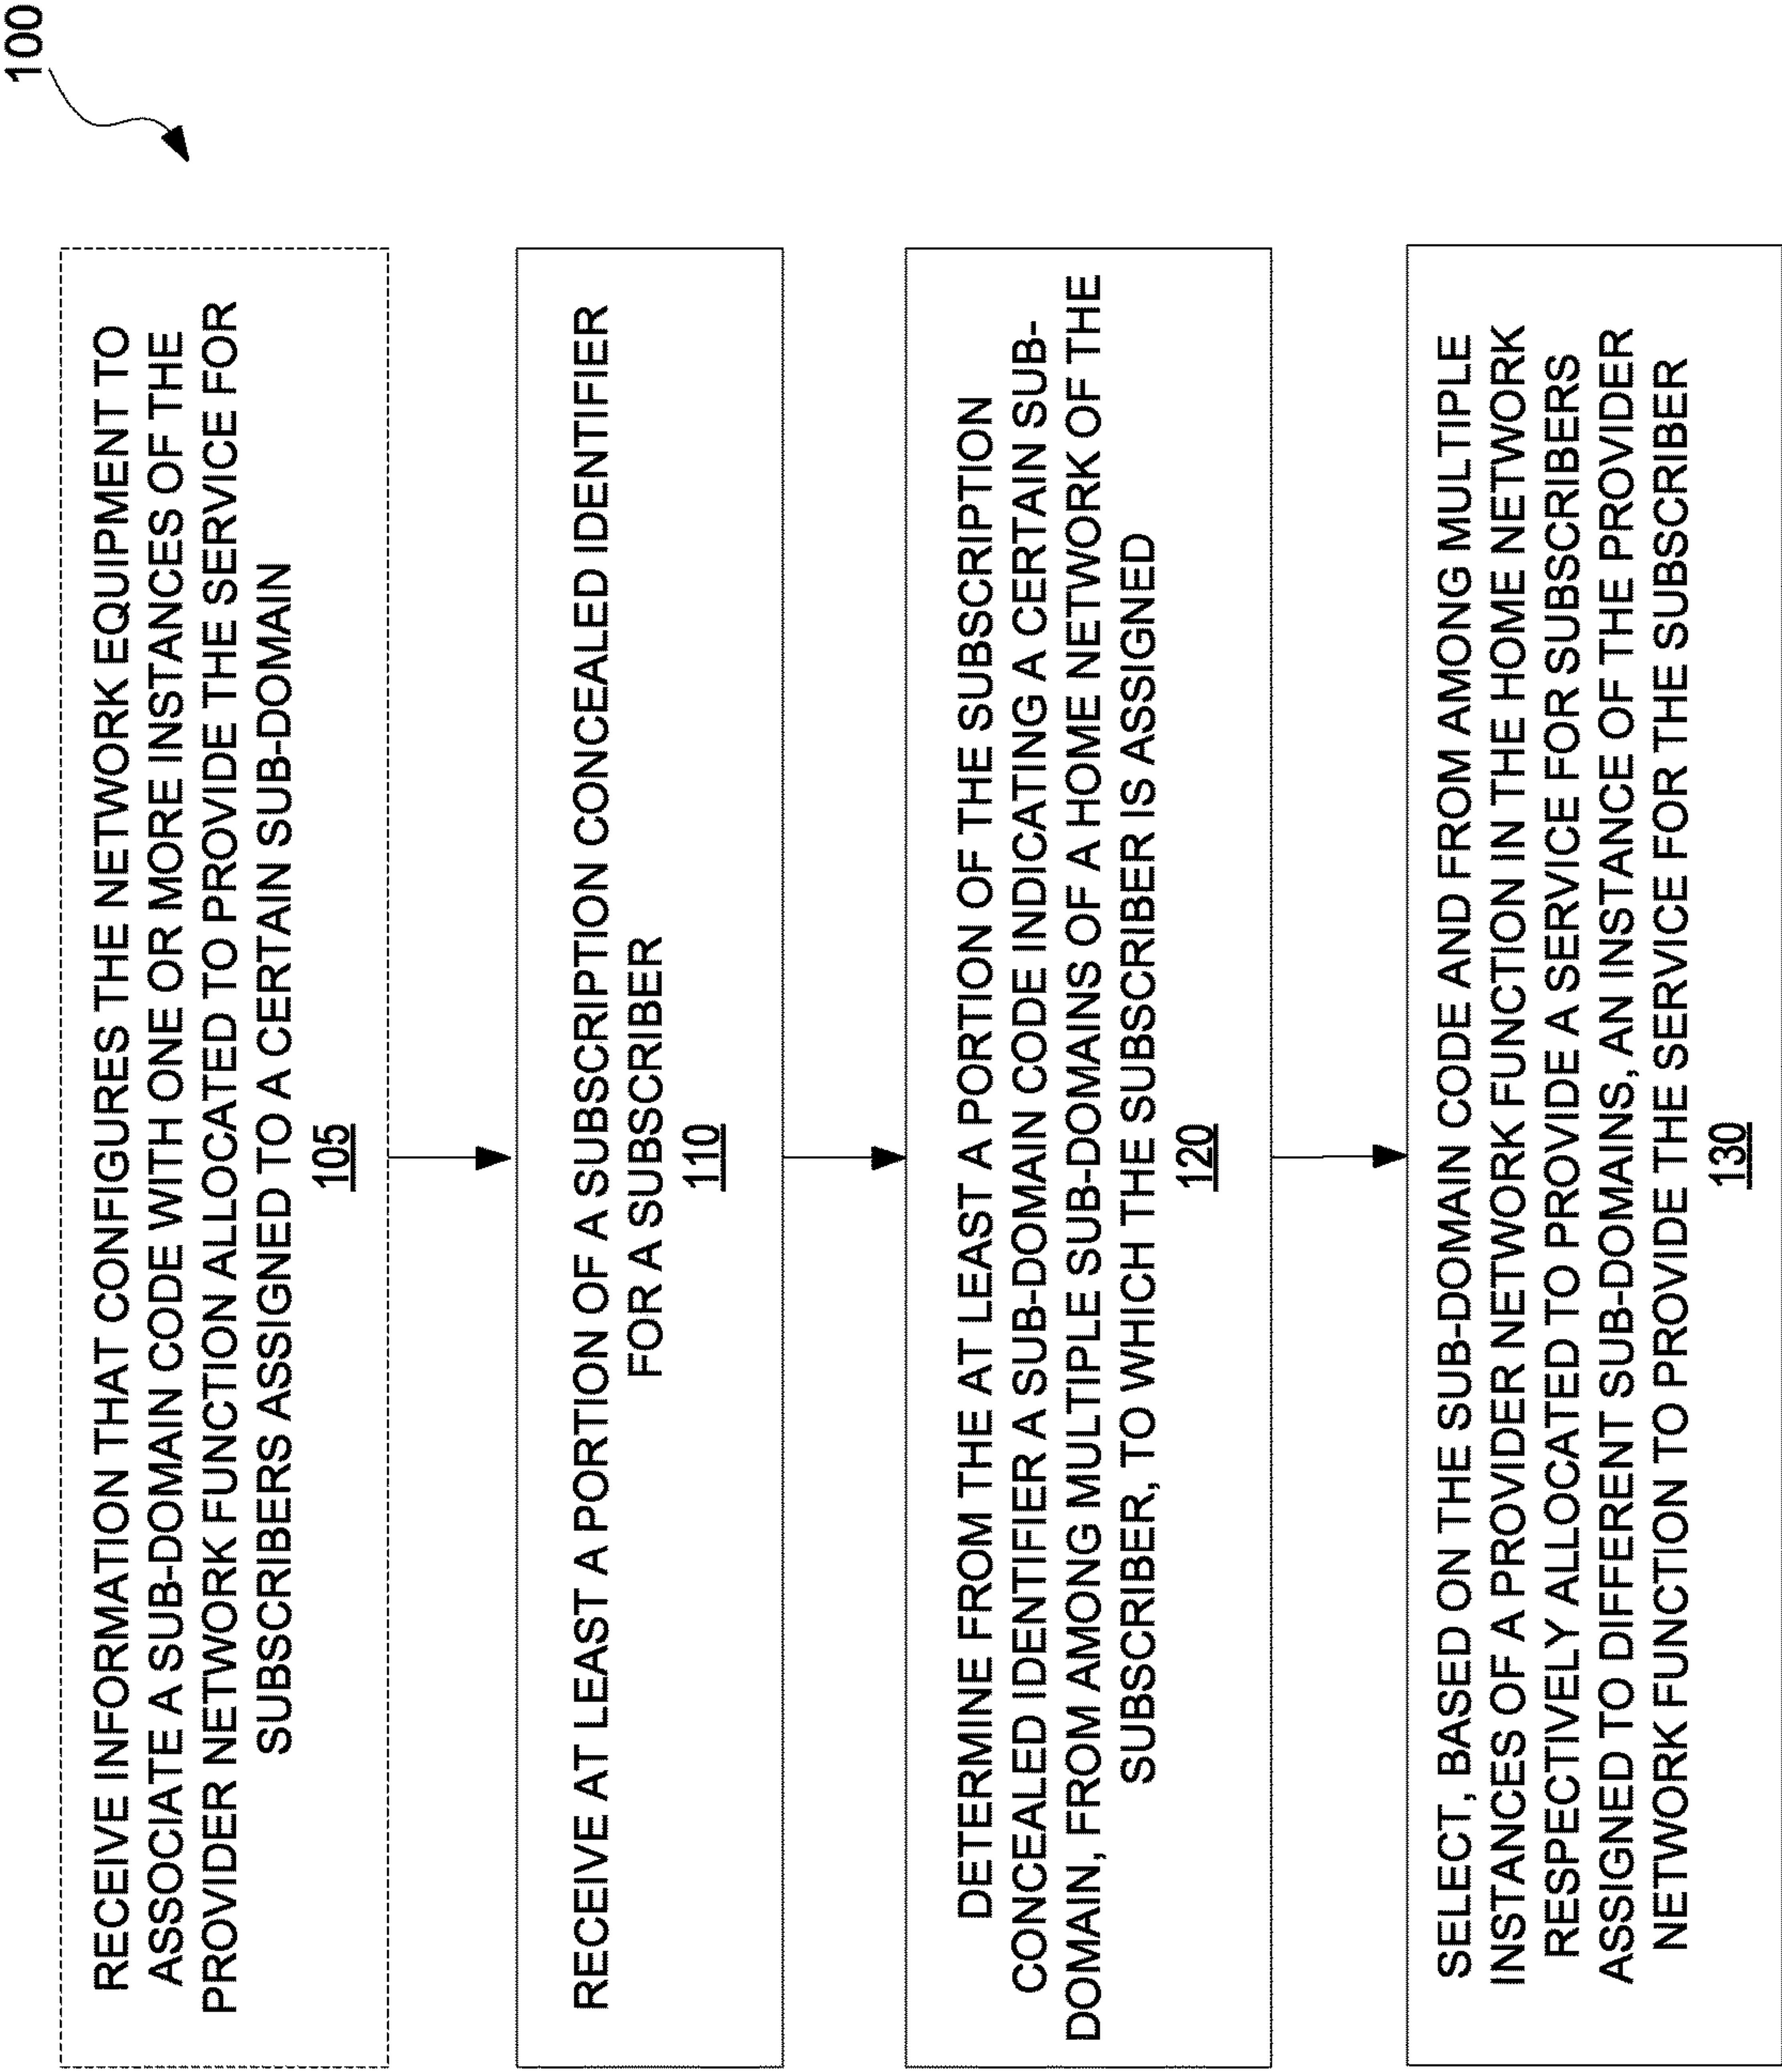 100
RECEIVE INFORMATION THAT CONFIGURES THE NETWORK EQUIPMENT TO
ASSOCIATE A SUB-DOMAIN CODE WITH ONE OR MORE INSTANCES OF THE
PROVIDER NETWORK FUNCTION ALLOCATED TO PROVIDE THE SERVICE FOR
SUBSCRIBERS ASSIGNED TO A CERTAIN SUB-DOMAIN
105
RECEIVE AT LEAST A PORTION OF A SUBSCRIPTION CONCEALED IDENTIFIER
FOR A SUBSCRIBER
110
DETERMINE FROM THE AT LEAST A PORTION OF THE SUBSCRIPTION
CONCEALED IDENTIFIER A SUB-DOMAIN CODE INDICATING A CERTAIN SUB-
DOMAIN, FROM AMONG MULTIPLE SUB-DOMAINS OF A HOME NETWORK OF THE
SUBSCRIBER, TO WHICH THE SUBSCRIBER IS ASSIGNED
120
SELECT, BASED ON THE SUB-DOMAIN CODE AND FROM AMONG MULTIPLE
INSTANCES OF A PROVIDER NETWORK FUNCTION IN THE HOME NETWORK
RESPECTIVELY ALLOCATED TO PROVIDE A SERVICE FOR SUBSCRIBERS
ASSIGNED TO DIFFERENT SUB-DOMAINS, AN INSTANCE OF THE PROVIDER
NETWORK FUNCTION TO PROVIDE THE SERVICE FOR THE SUBSCRIBER
130